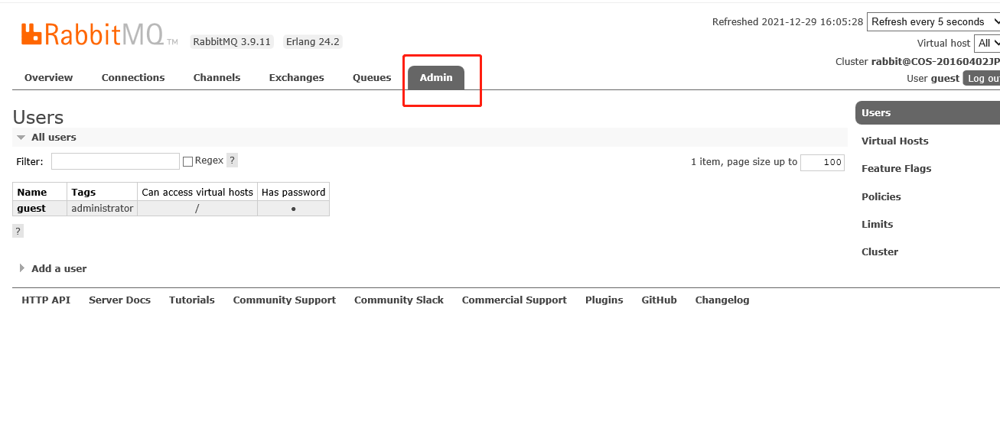 Refreshed 2021-12-29 16:05:28 Refresh every 5 seconds
RabbitMQ TM RabbitMQ 3.9.11 Erlang 24.2
Virtual host All
Cluster rabbit@COS-20160402JP
User guest Log out
Overview Connections Channels Exchanges Queues Admin
Users
All users
Filter: Regex ?
1 item, page size up to 100
Name Tags Can access virtual hosts Has password
guest administrator / ●
?
Add a user
Users
Virtual Hosts
Feature Flags
Policies
Limits
Cluster
HTTP API Server Docs Tutorials Community Support Community Slack Commercial Support Plugins GitHub Changelog